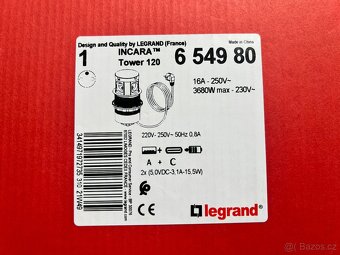 Design and Quality by LEGRAND (France)
Made in China
1
INCARA™
Tower 120
6 549 80
16A - 250V~
3680W max - 230V~
220V- 250V~ 50Hz 0,8A
A + C
2x (5.0VDC-3.1A-15.5W)
LEGRAND
legrand
bazos.cz